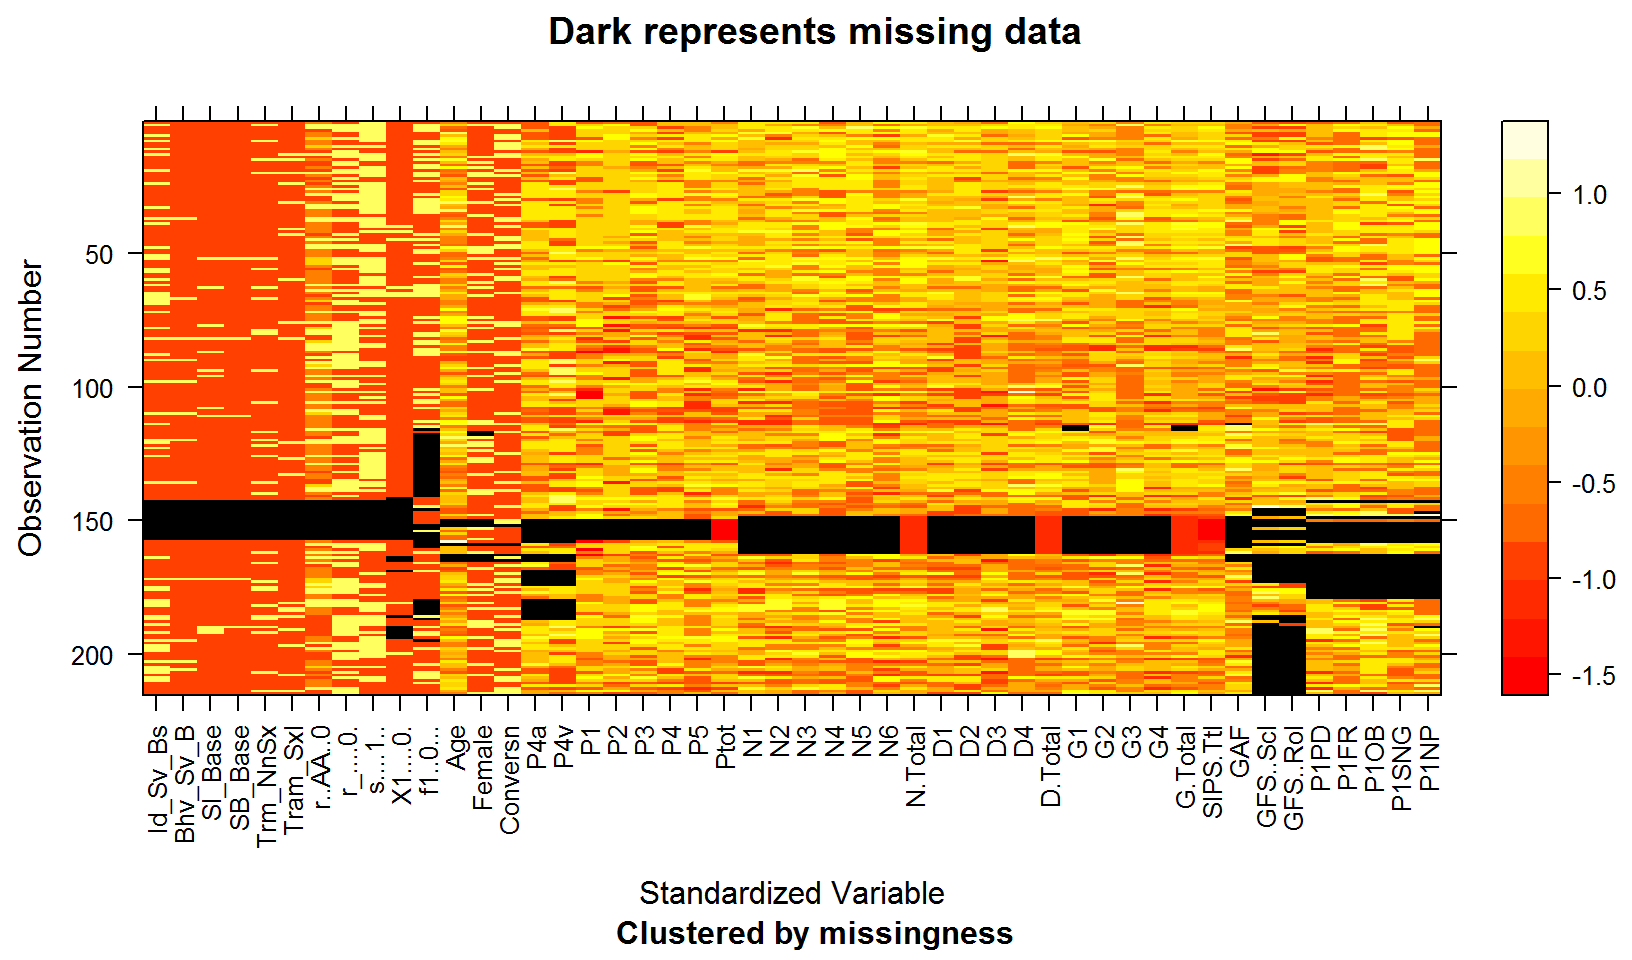 Dark represents missing data
Observation Number
50
100
150
200
1.0
0.5
0.0
-0.5
-1.0
-1.5
Id_Sv_Bs
Bhv_Sv_B
SI_Base
SB_Base
Trm_NnSx
Tram_Sxl
r..AA..0
r_....0.
s....1..
X1....0.
f1..0...
Age
Female
Conversn
P4a
P4v
P1
P2
P3
P4
P5
Ptot
N1
N2
N3
N4
N5
N6
N.Total
D1
D2
D3
D4
D.Total
G1
G2
G3
G4
G.Total
SIPS.Ttl
GAF
GFS..Scl
GFS..Rol
P1PD
P1FR
P1OB
P1SNG
P1NP
Standardized Variable
Clustered by missingness